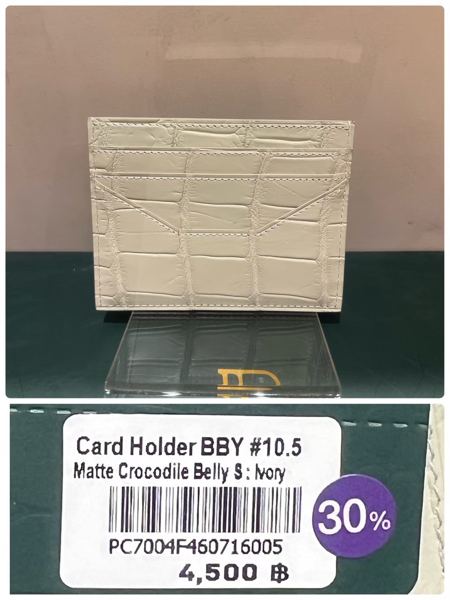 Card Holder BBY #10.5
Matte Crocodile Belly S : Ivory
PC7004F460716005
4,500 ฿
30%